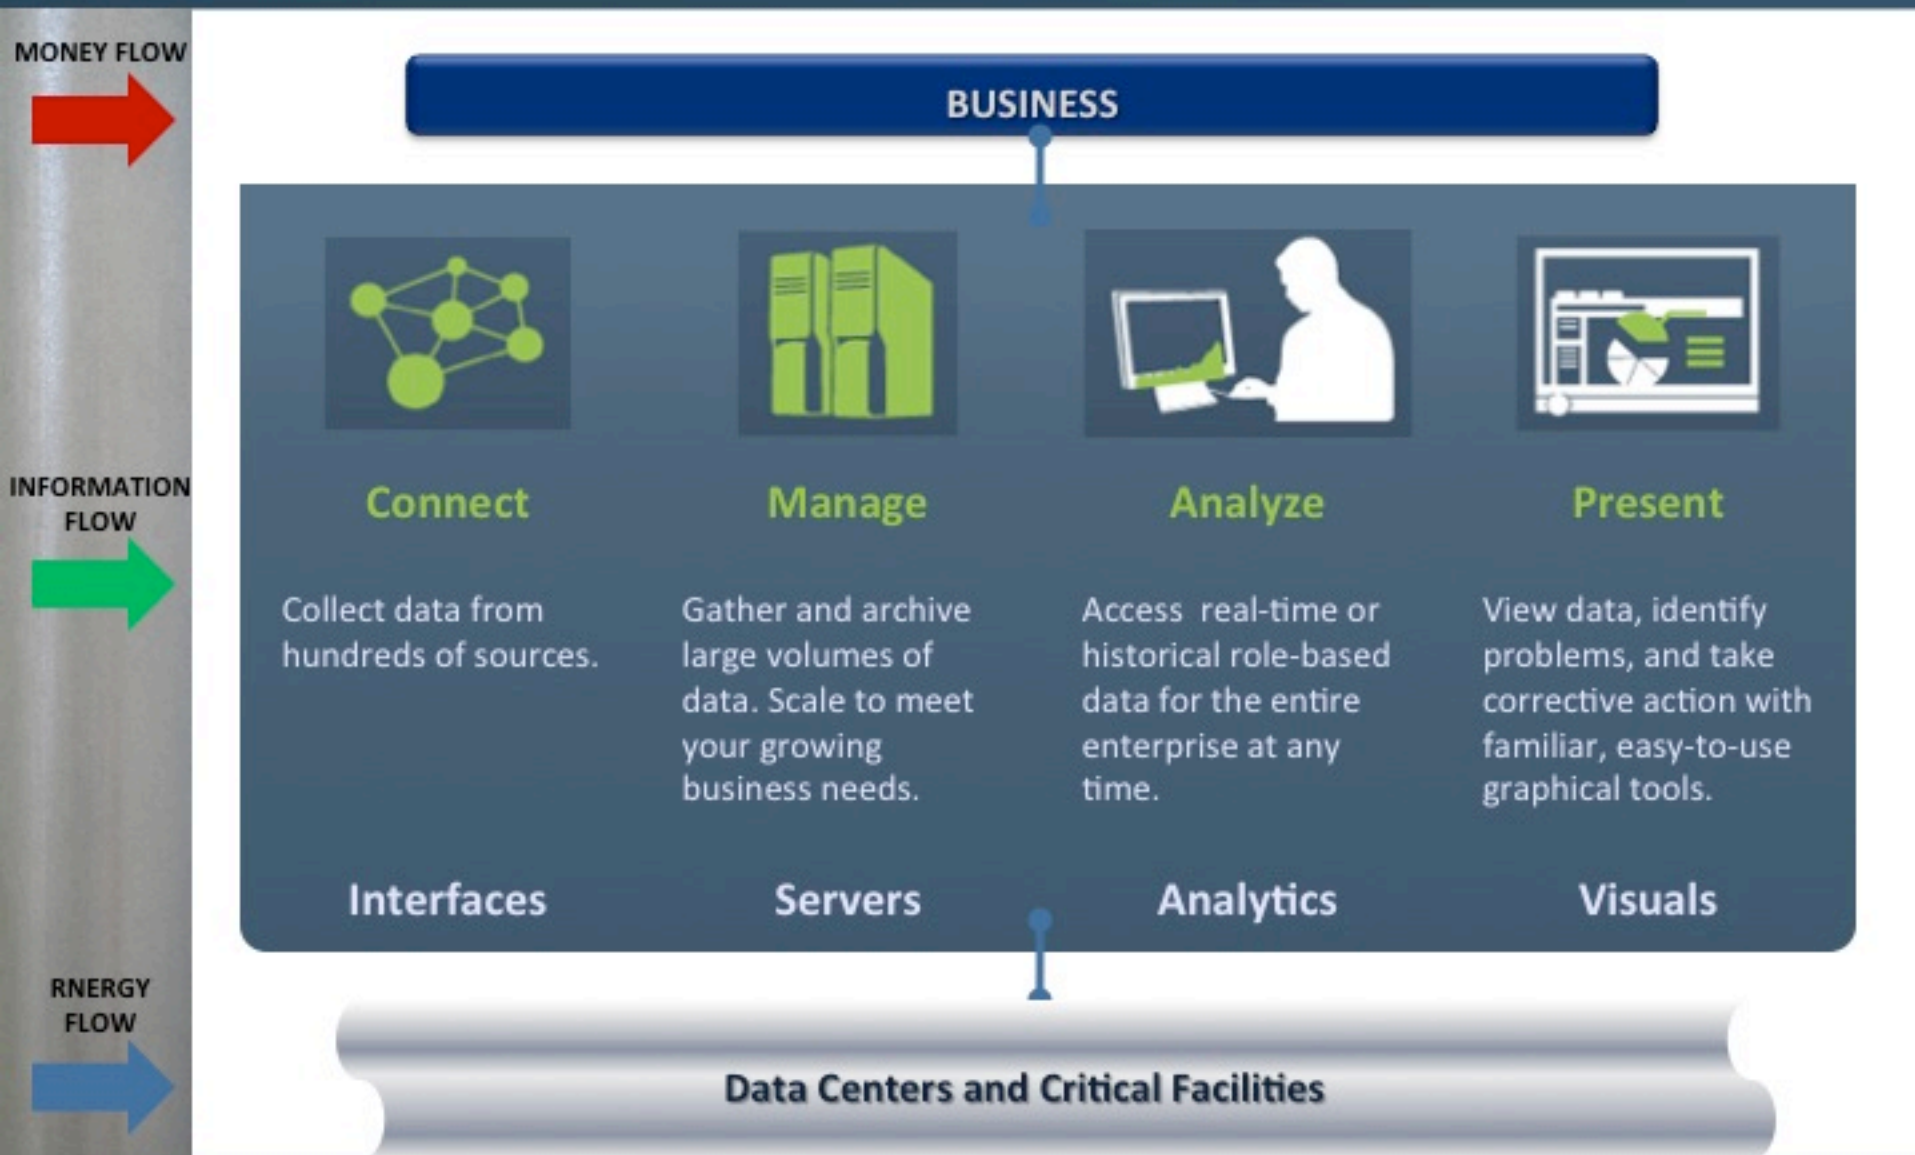 MONEY FLOW
BUSINESS
INFORMATION
FLOW
Connect
Collect data from
hundreds of sources.
Interfaces
Manage
Gather and archive
large volumes of
data. Scale to meet
your growing
business needs.
Servers
Analyze
Access real-time or
historical role-based
data for the entire
enterprise at any
time.
Analytics
Present
View data, identify
problems, and take
corrective action with
familiar, easy-to-use
graphical tools.
Visuals
RNERGY
FLOW
Data Centers and Critical Facilities